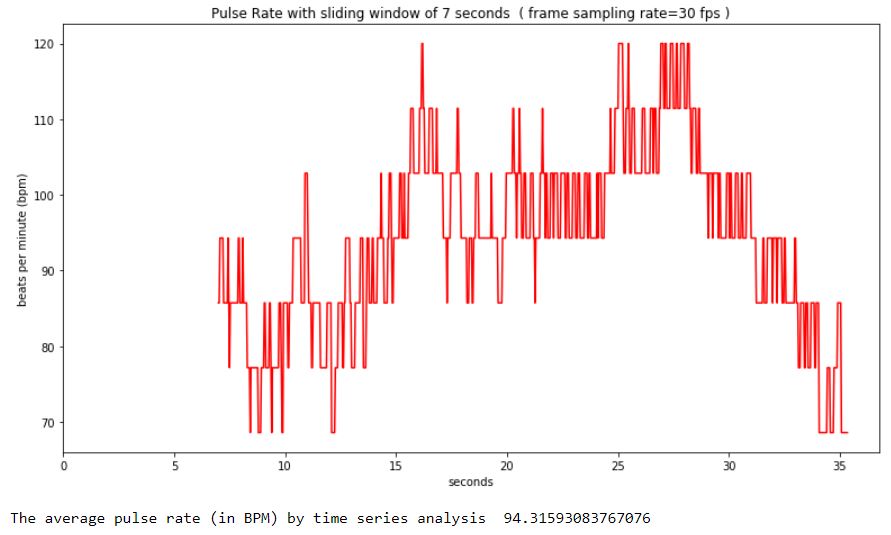 Pulse Rate with sliding window of 7 seconds  ( frame sampling rate=30 fps )
120
110
100
90
80
70
beats per minute (bpm)
0 5 10 15 20 25 30 35
seconds
The average pulse rate (in BPM) by time series analysis  94.31593083767076